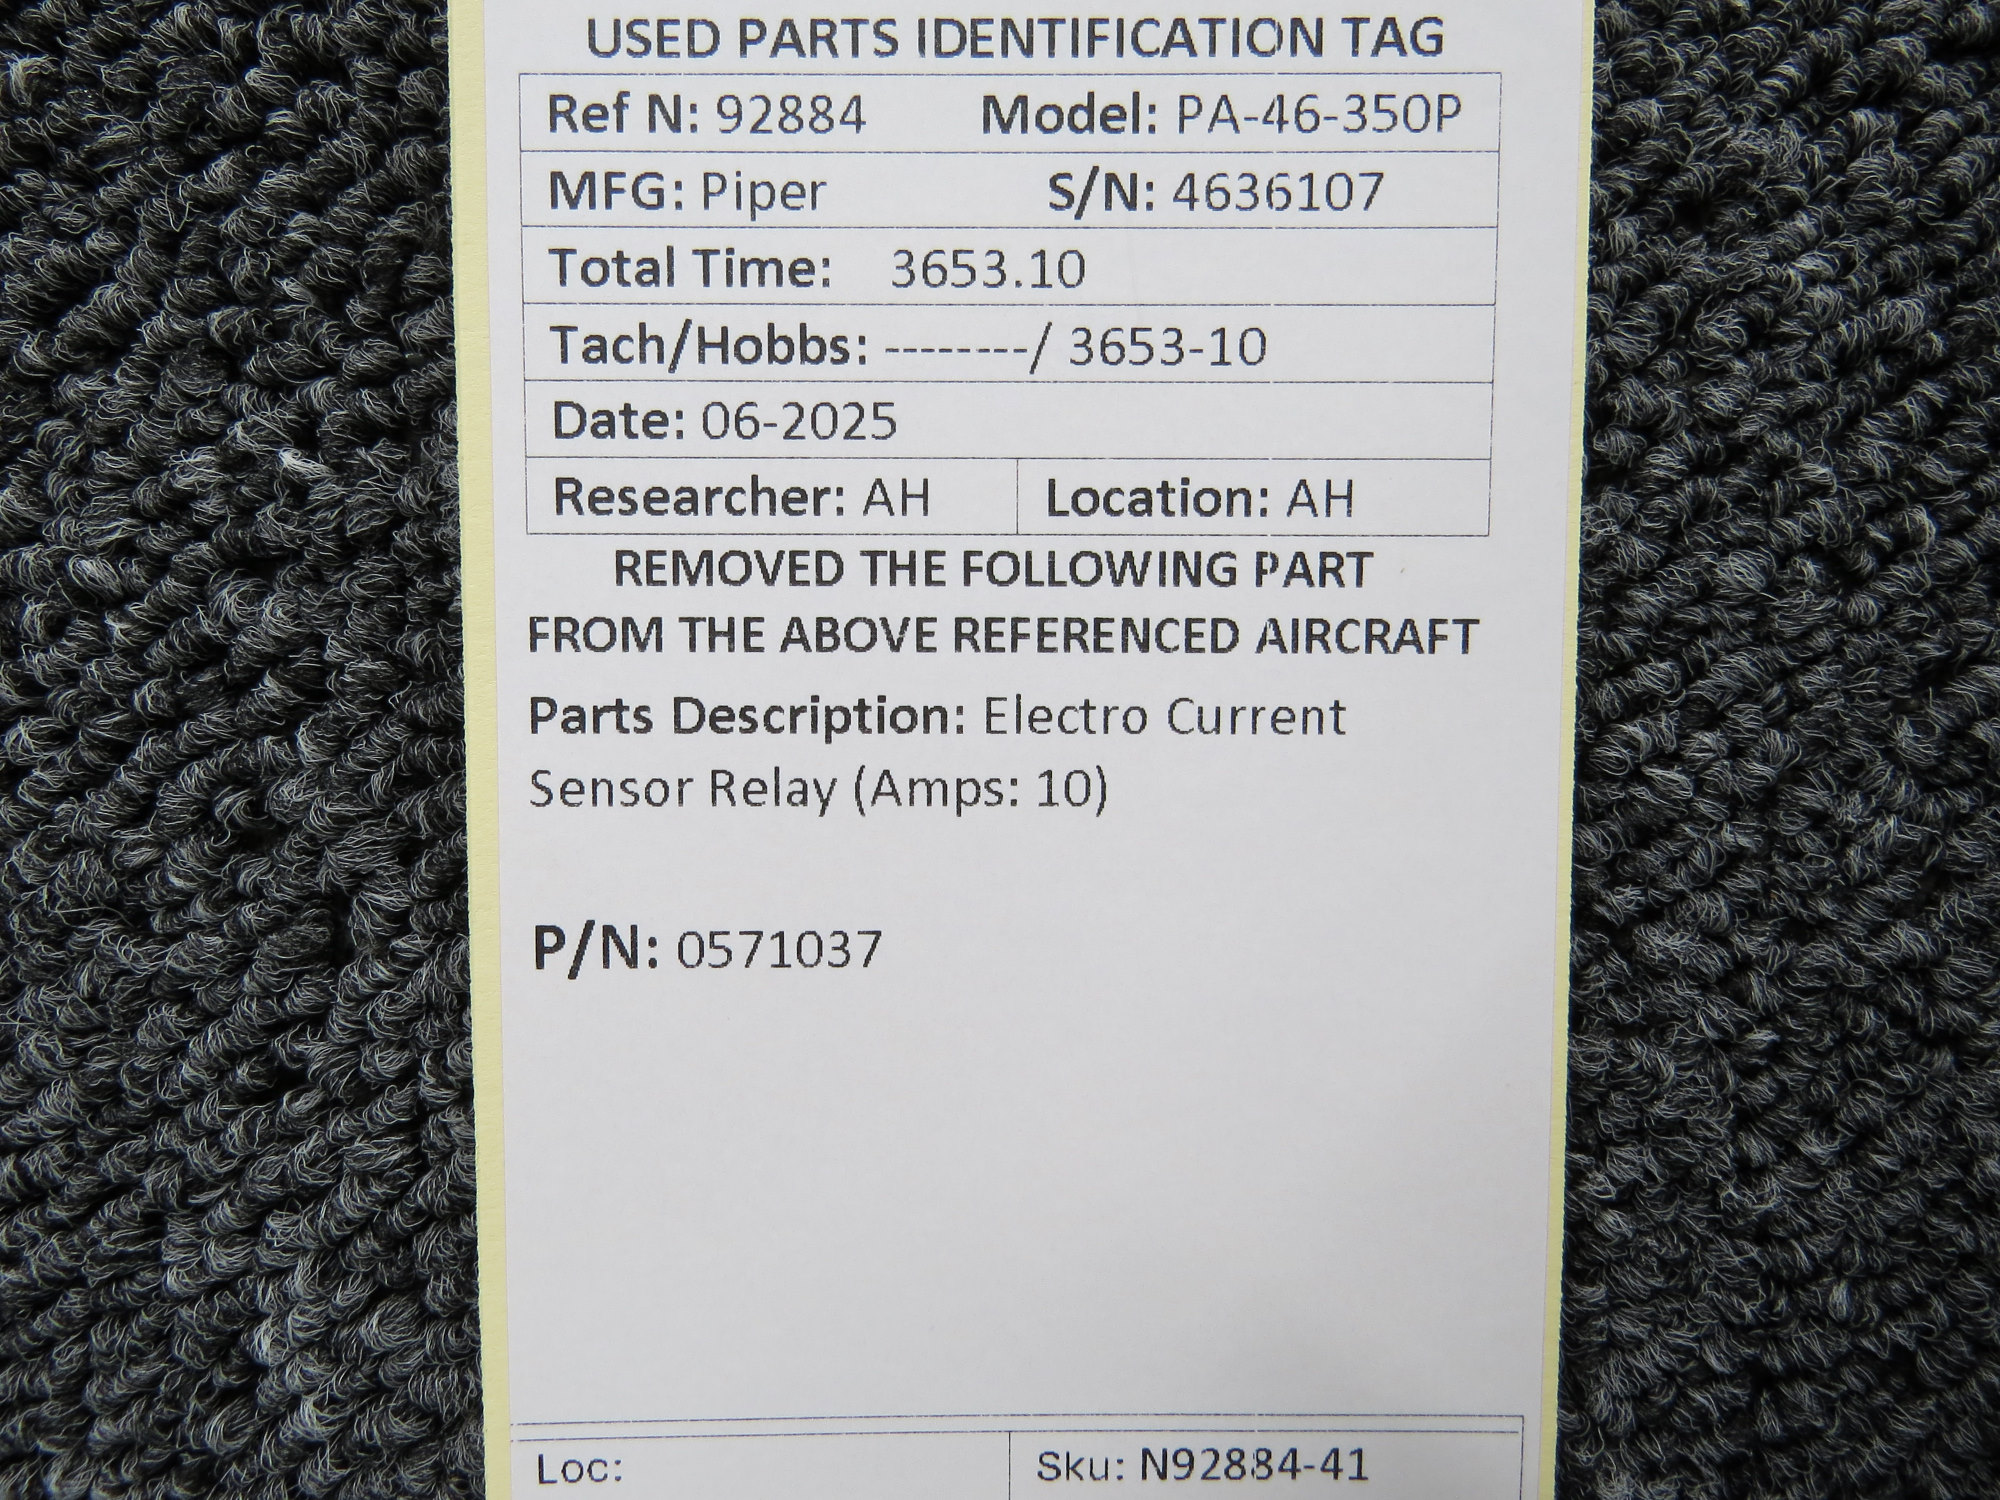 USED PARTS IDENTIFICATION TAG
Ref N: 92884 Model: PA-46-350P
MFG: Piper S/N: 4636107
Total Time: 3653.10
Tach/Hobbs: --------/ 3653-10
Date: 06-2025
Researcher: AH Location: AH
REMOVED THE FOLLOWING PART
FROM THE ABOVE REFERENCED AIRCRAFT
Parts Description: Electro Current
Sensor Relay (Amps: 10)
P/N: 0571037
Loc: Sku: N92884-41